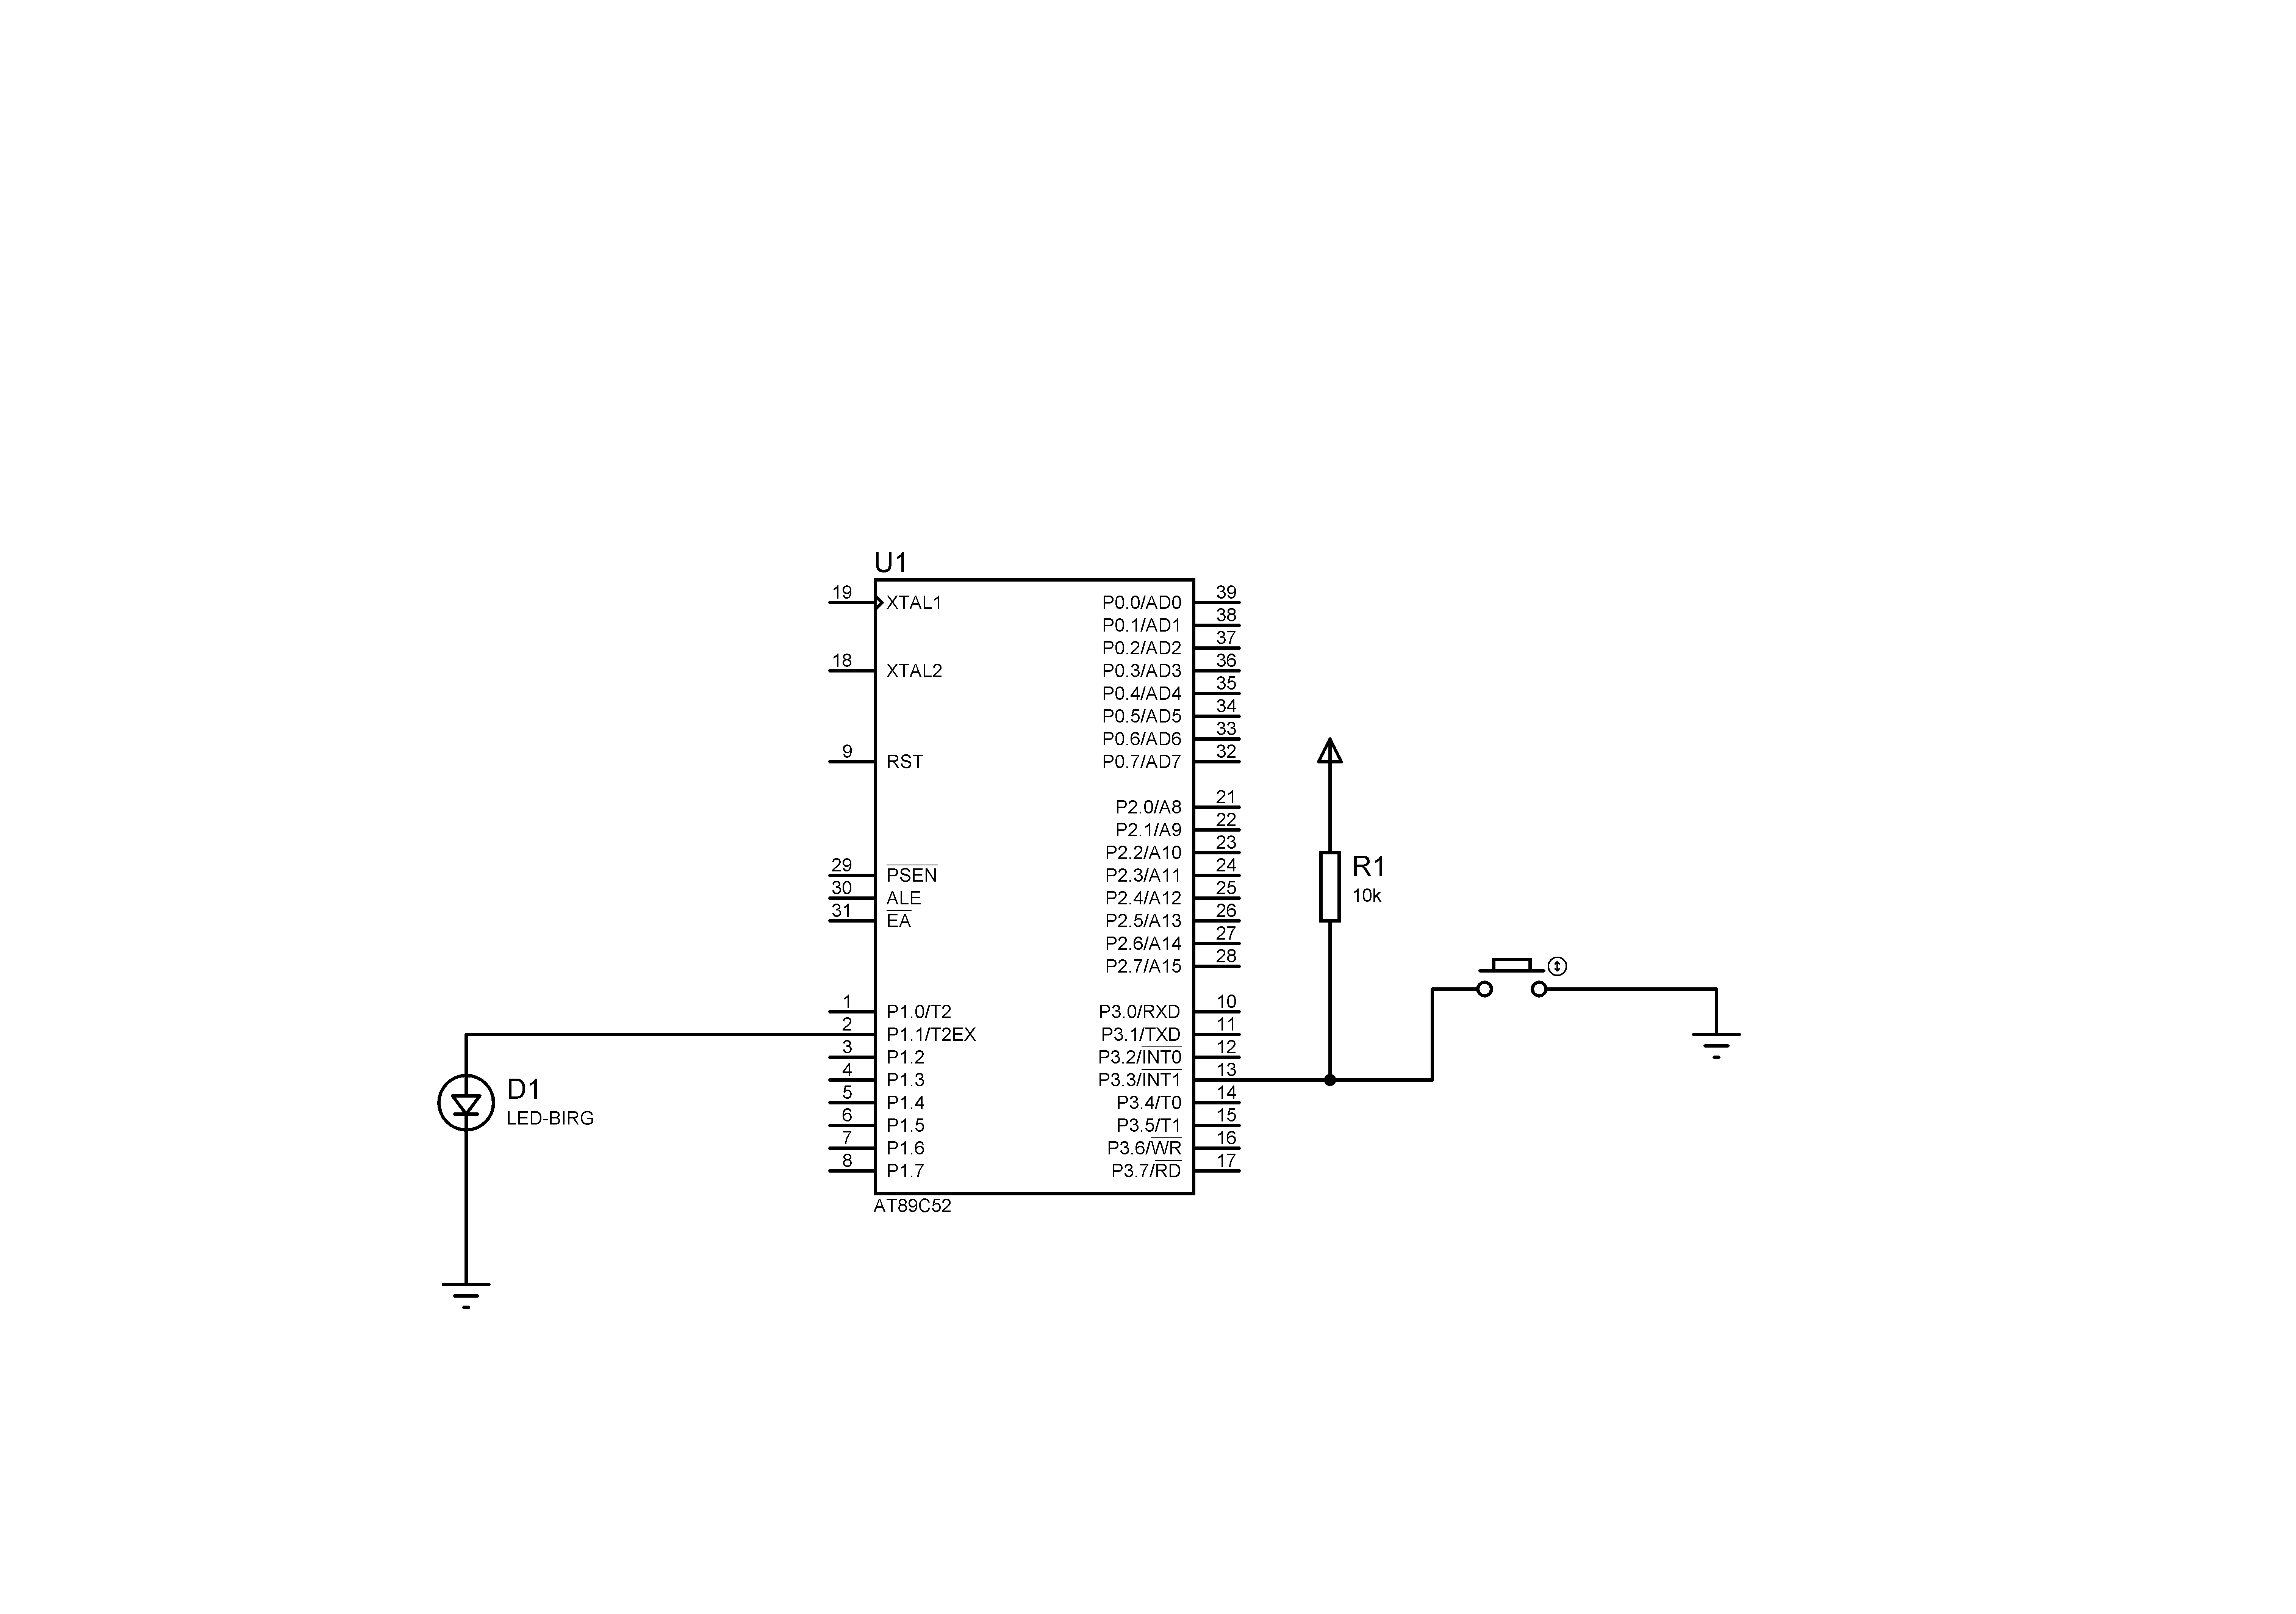 U1
19
XTAL1
18
XTAL2
9
RST
29
PSEN
30
ALE
31
EA
1
P1.0/T2
2
P1.1/T2EX
3
P1.2
4
P1.3
5
P1.4
6
P1.5
7
P1.6
8
P1.7
P0.0/AD0
39
P0.1/AD1
38
P0.2/AD2
37
P0.3/AD3
36
P0.4/AD4
35
P0.5/AD5
34
P0.6/AD6
33
P0.7/AD7
32
P2.0/A8
21
P2.1/A9
22
P2.2/A10
23
P2.3/A11
24
P2.4/A12
25
P2.5/A13
26
P2.6/A14
27
P2.7/A15
28
P3.0/RXD
10
P3.1/TXD
11
P3.2/INT0
12
P3.3/INT1
13
P3.4/T0
14
P3.5/T1
15
P3.6/WR
16
P3.7/RD
17
AT89C52
R1
10k
D1
LED-BIRG